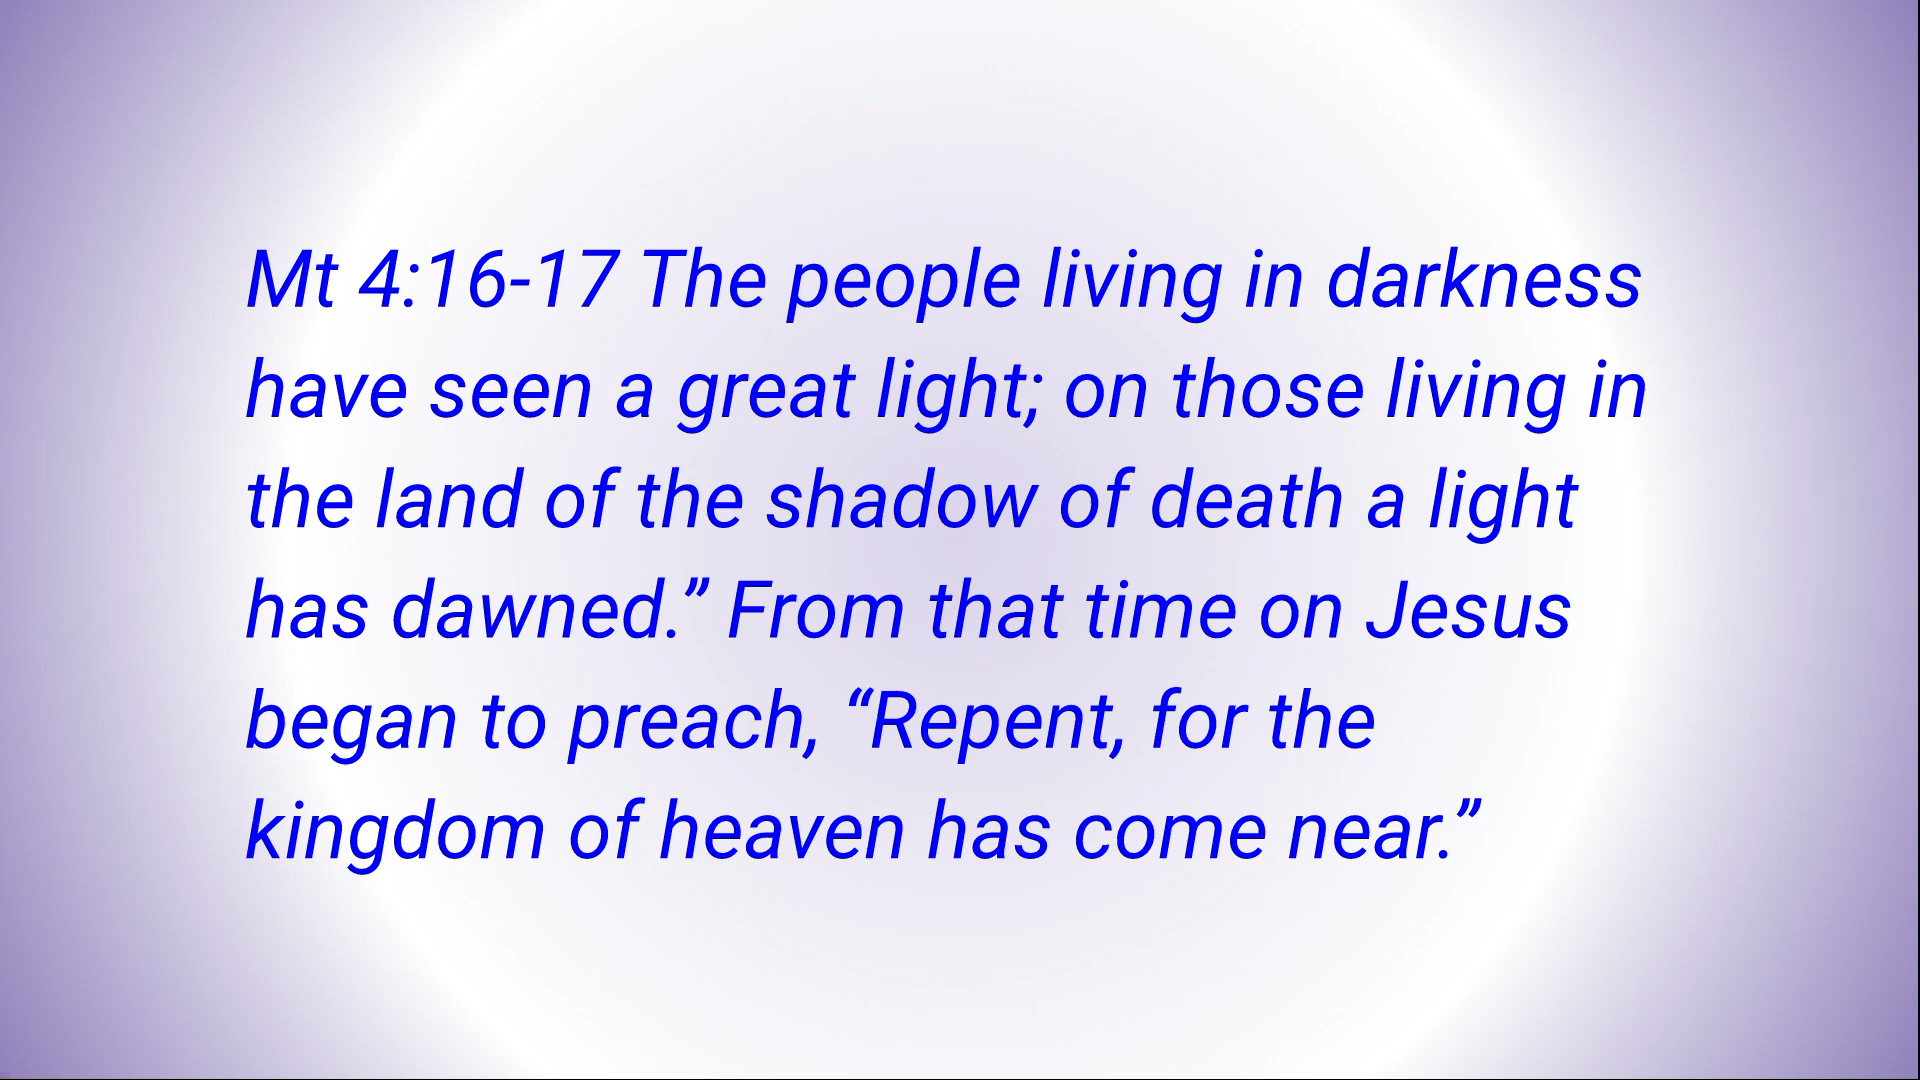 Mt 4:16-17 The people living in darkness
have seen a great light; on those living in
the land of the shadow of death a light
has dawned.” From that time on Jesus
began to preach, “Repent, for the
kingdom of heaven has come near.”